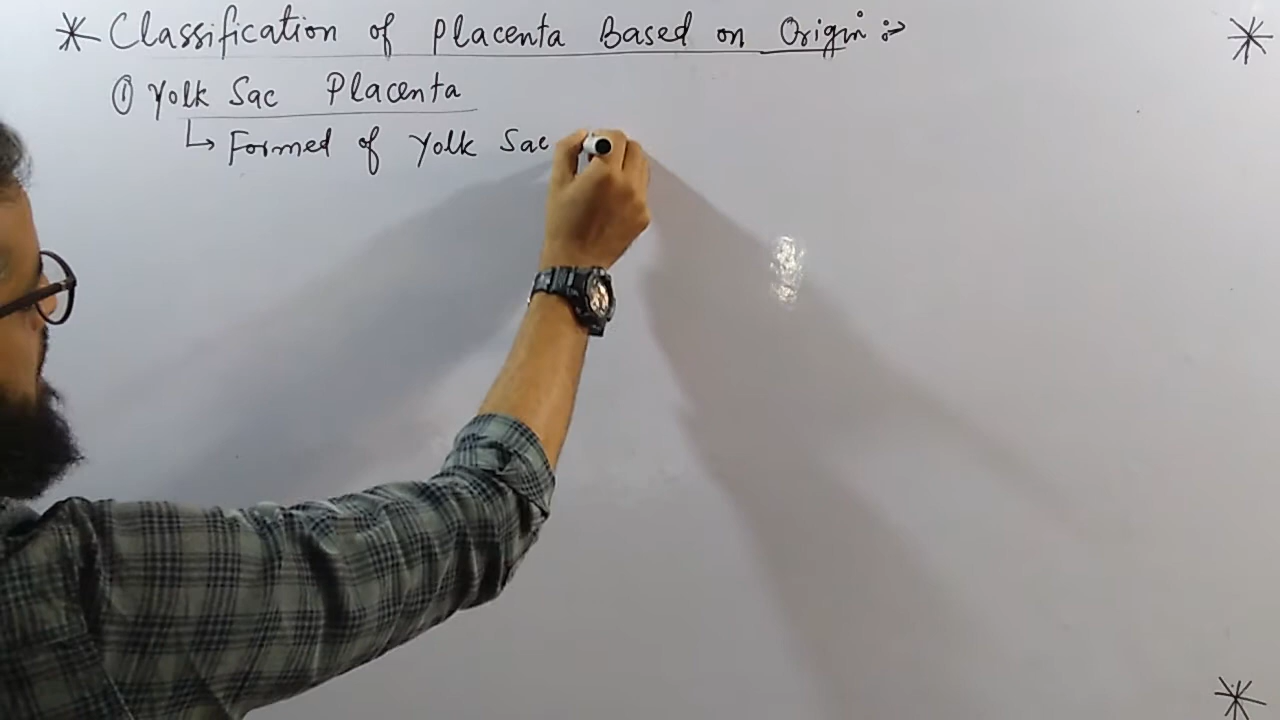 * Classification of Placenta Based on Origin :-
① Yolk Sac Placenta
↳ Formed of Yolk Sac